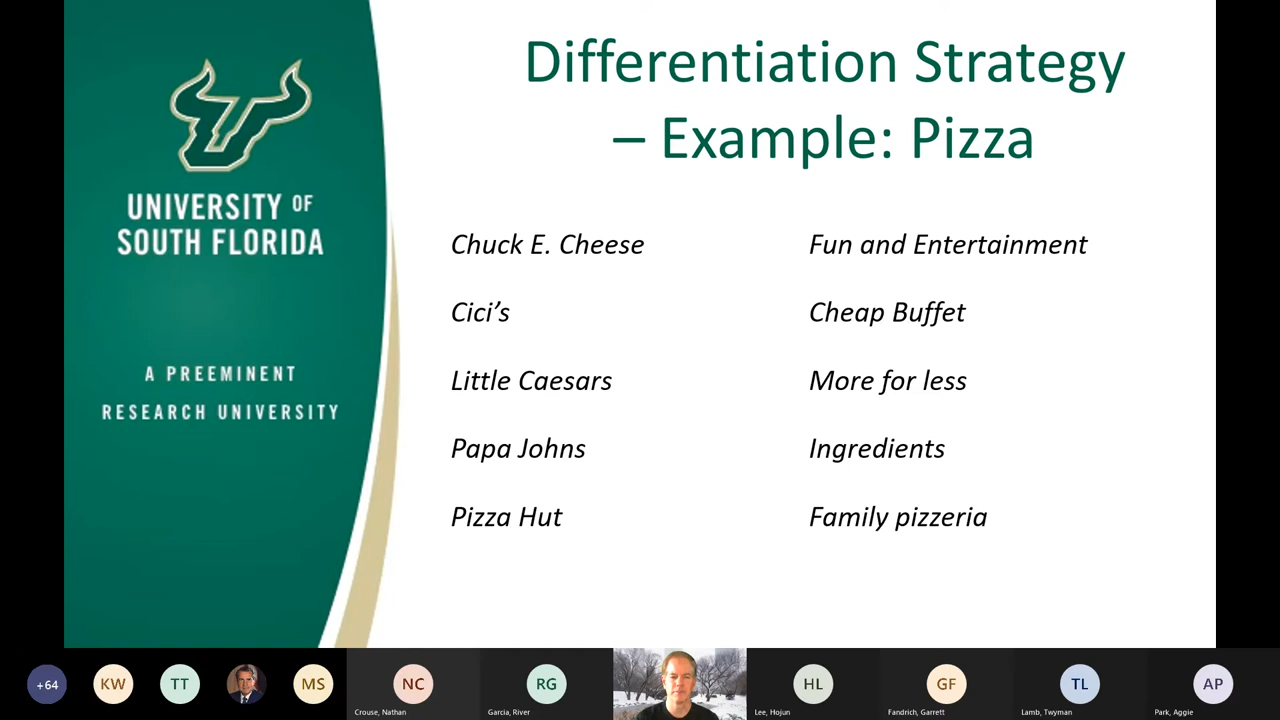 Differentiation Strategy
– Example: Pizza
UNIVERSITY OF
SOUTH FLORIDA
A PREEMINENT
RESEARCH UNIVERSITY
Chuck E. Cheese Fun and Entertainment
Cici’s Cheap Buffet
Little Caesars More for less
Papa Johns Ingredients
Pizza Hut Family pizzeria
+64 KW TT MS NC RG HL GF TL AP
Crouse, Nathan Garcia, River Lee, Hojun Fandrich, Garrett Lamb, Twyman Park, Aggie